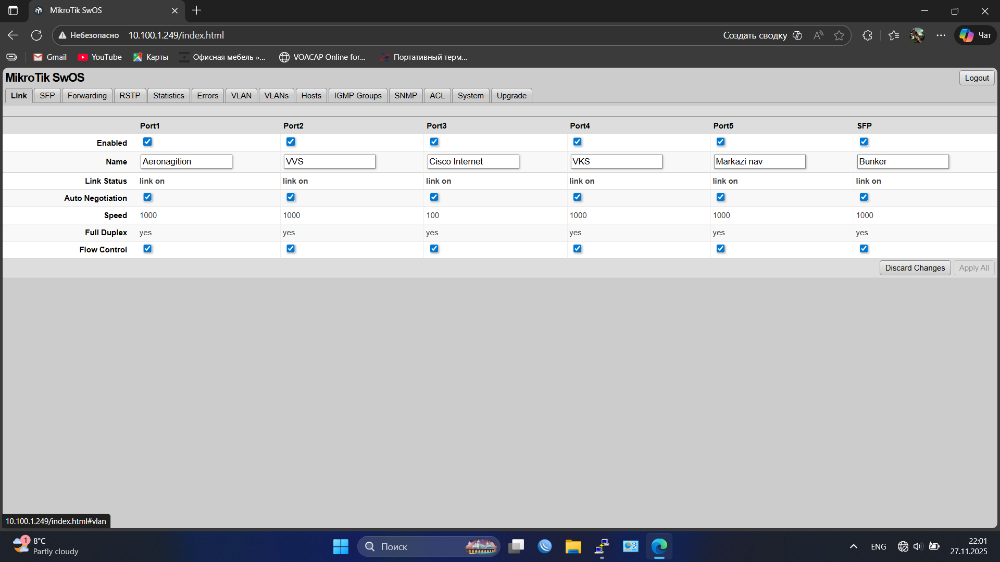 MikroTik SwOS
Небезопасно 10.100.1.249/index.html Создать сводку Чат
Gmail YouTube Карты Офисная мебель »... VOACAP Online for... Портативный терм...
MikroTik SwOS Logout
Link SFP Forwarding RSTP Statistics Errors VLAN VLANs Hosts IGMP Groups SNMP ACL System Upgrade
Port1 Port2 Port3 Port4 Port5 SFP
Enabled
Name Aeronagition VVS Cisco Internet VKS Markazi nav Bunker
Link Status link on link on link on link on link on link on
Auto Negotiation
Speed 1000 1000 100 1000 1000 1000
Full Duplex yes yes yes yes yes yes
Flow Control
Discard Changes Apply All
10.100.1.249/index.html#vlan
1 8°C
Partly cloudy
Поиск
ENG
22:01
27.11.2025